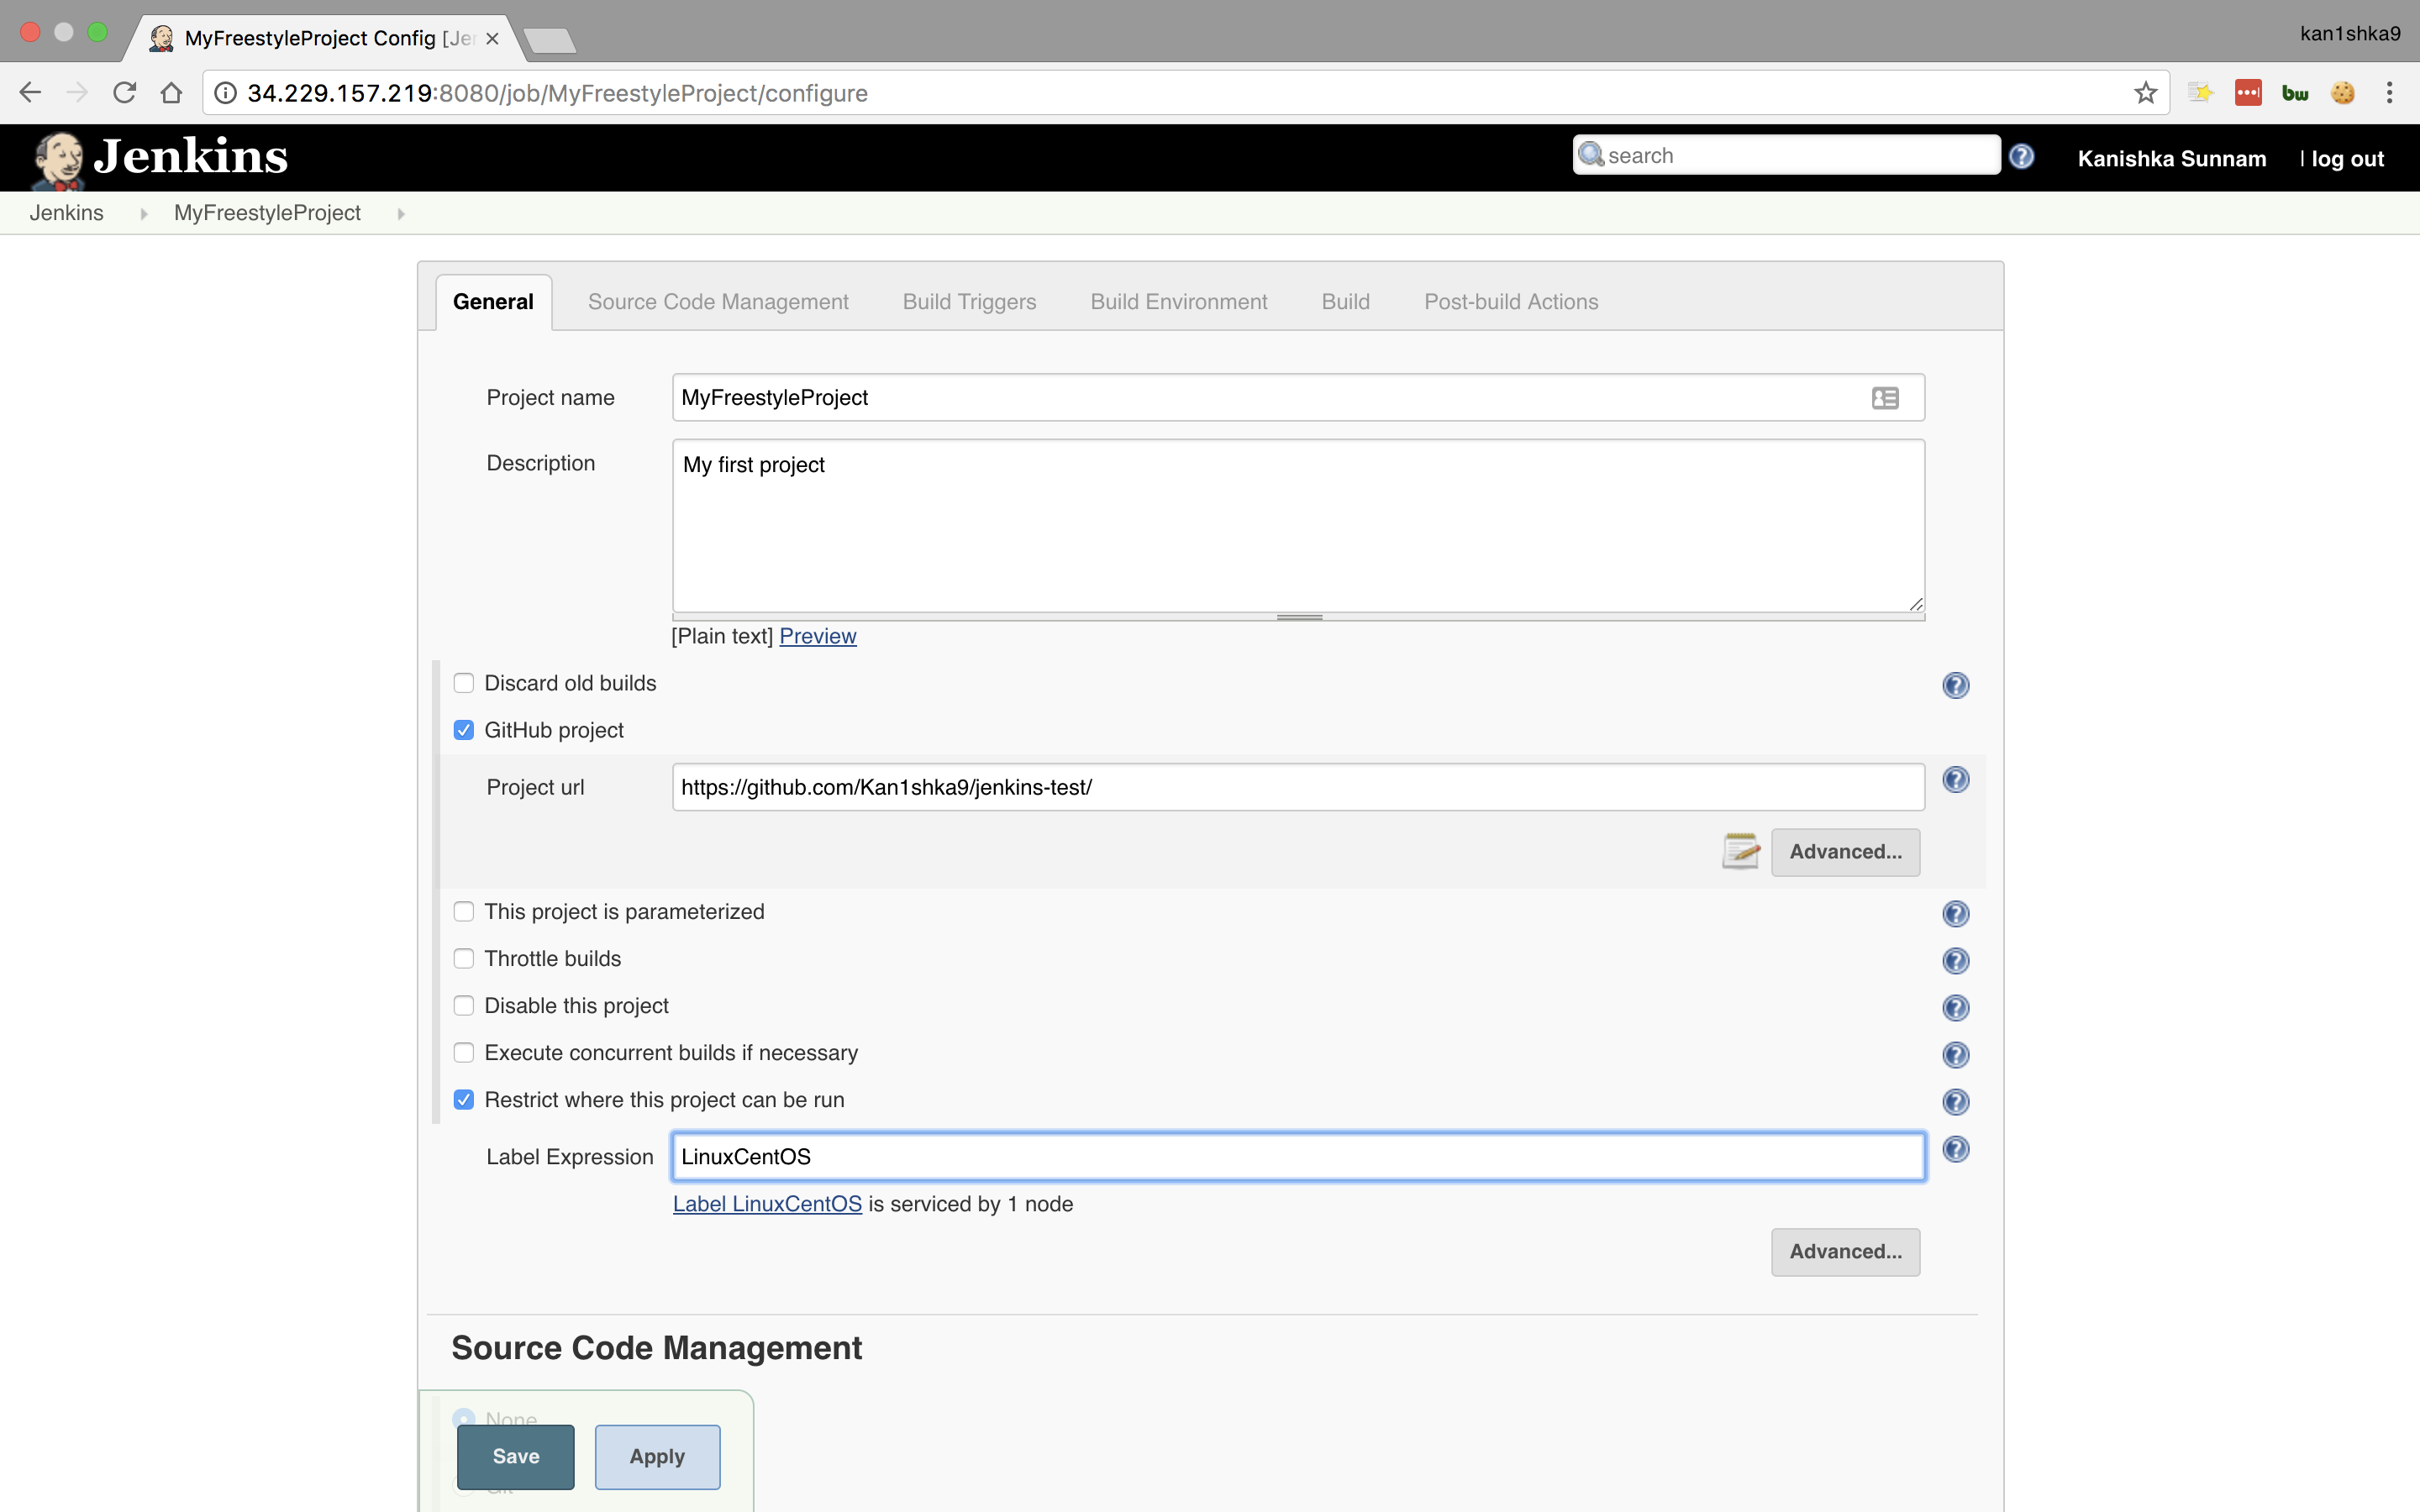 MyFreestyleProject Config [Je
kan1shka9
34.229.157.219:8080/job/MyFreestyleProject/configure
bw
Jenkins
search
Kanishka Sunnam
| log out
Jenkins
MyFreestyleProject
General
Source Code Management
Build Triggers
Build Environment
Build
Post-build Actions
Project name
MyFreestyleProject
Description
My first project
[Plain text] Preview
Discard old builds
GitHub project
Project url
https://github.com/Kan1shka9/jenkins-test/
Advanced...
This project is parameterized
Throttle builds
Disable this project
Execute concurrent builds if necessary
Restrict where this project can be run
Label Expression
LinuxCentOS
Label LinuxCentOS is serviced by 1 node
Advanced...
Source Code Management
None
Save
Apply